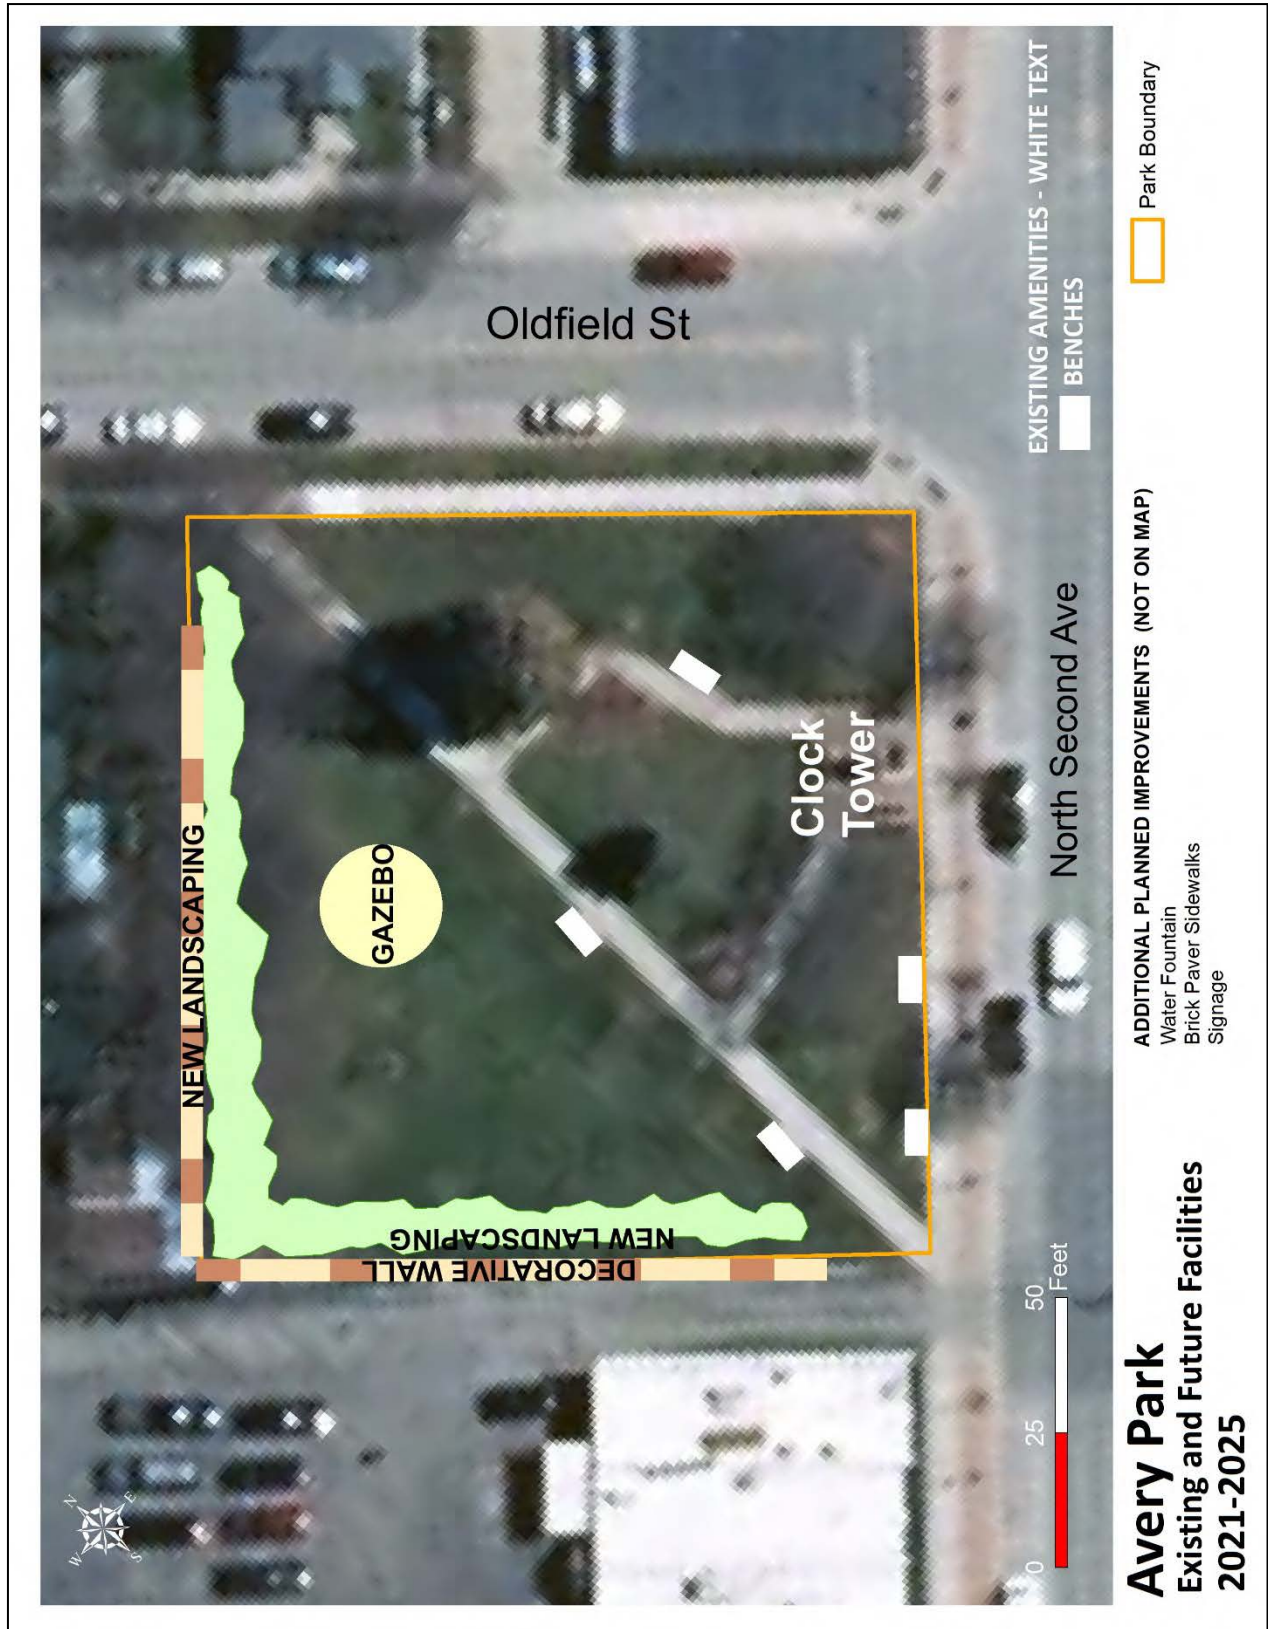 Avery Park
Existing and Future Facilities
2021-2025
NEW LANDSCAPING
DECORATIVE WALL
NEW LANDSCAPING
GAZEBO
Clock
Tower
Oldfield St
North Second Ave
EXISTING AMENITIES - WHITE TEXT
BENCHES
0 25 50
Feet
N
E
S
W
ADDITIONAL PLANNED IMPROVEMENTS (NOT ON MAP)
Water Fountain
Brick Paver Sidewalks
Signage
Park Boundary